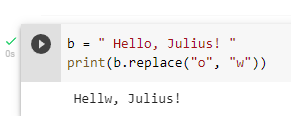 b = " Hello, Julius! "
0s
print(b.replace("o", "w"))
Hellw, Julius!